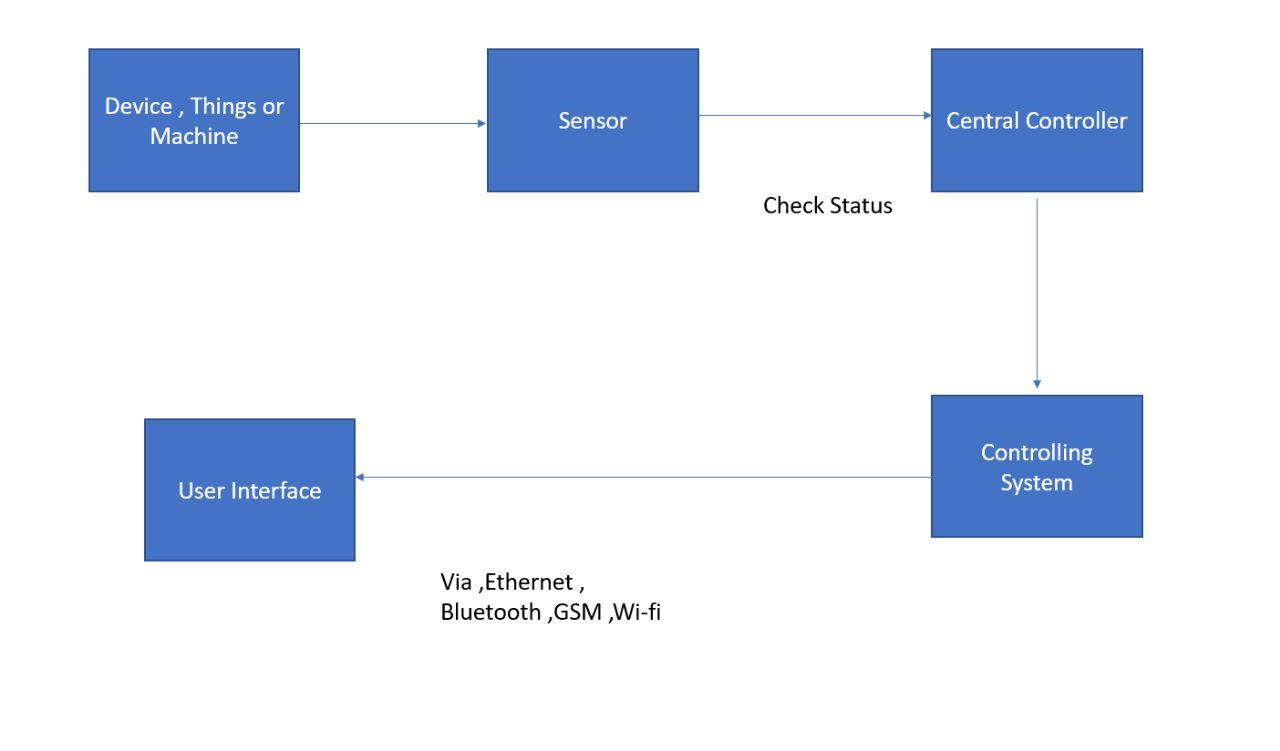 Device , Things or
Machine
Sensor
Central Controller
Check Status
Controlling
System
User Interface
Via ,Ethernet ,
Bluetooth ,GSM ,Wi-fi